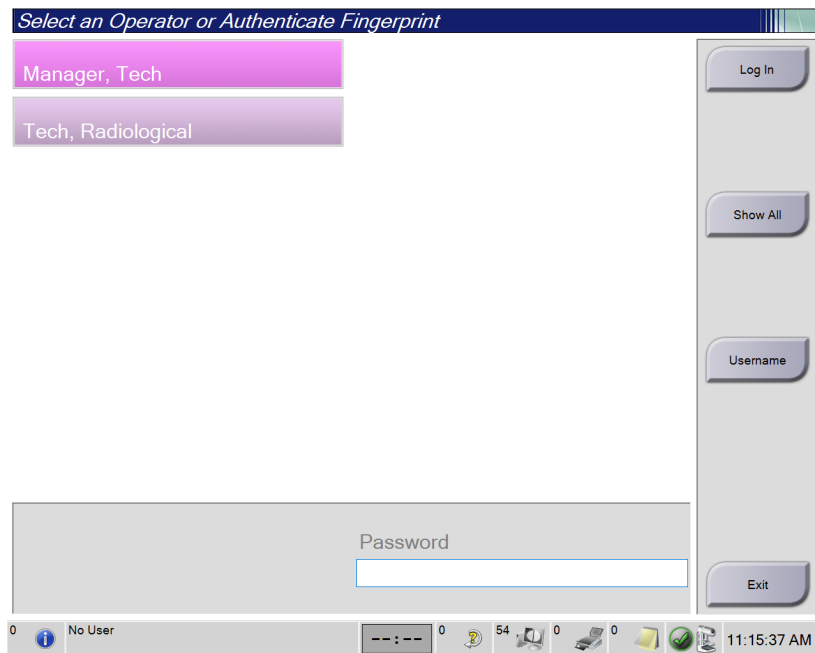 Select an Operator or Authenticate Fingerprint
Manager, Tech
Log In
Tech, Radiological
Show All
Username
Password
Exit
0 No User --:-- 0 54 0 0 11:15:37 AM